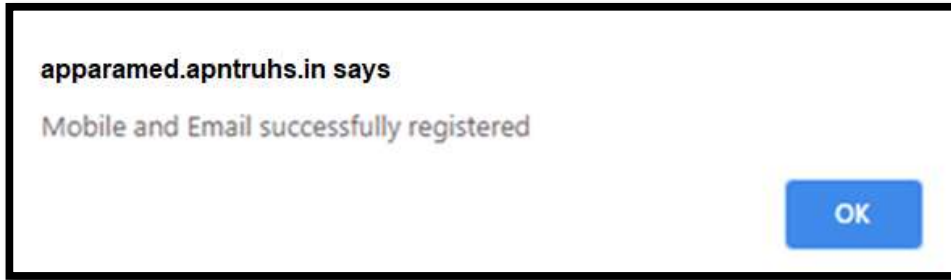 apparamed.apntruhs.in says
Mobile and Email successfully registered
OK